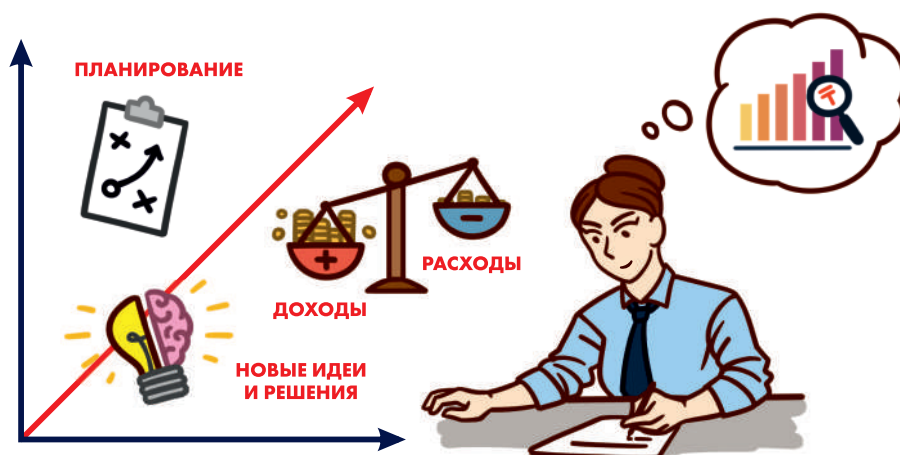 ПЛАНИРОВАНИЕ
РАСХОДЫ
ДОХОДЫ
НОВЫЕ ИДЕИ
И РЕШЕНИЯ